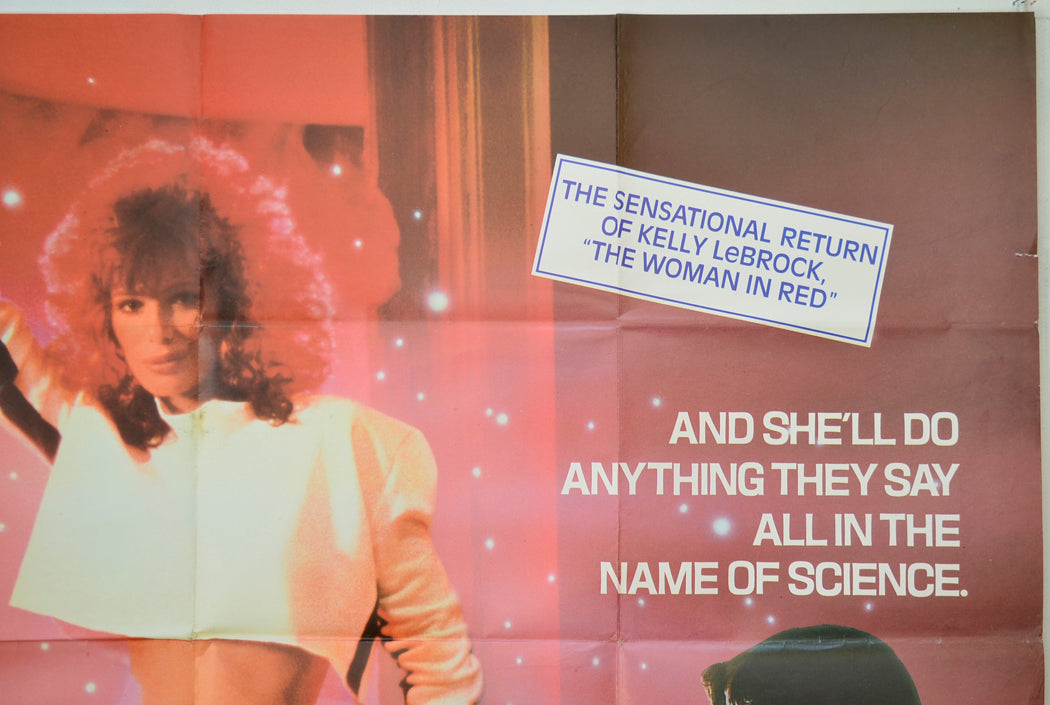 THE SENSATIONAL RETURN
OF KELLY LeBROCK,
"THE WOMAN IN RED"
AND SHE'LL DO
ANYTHING THEY SAY
ALL IN THE
NAME OF SCIENCE.